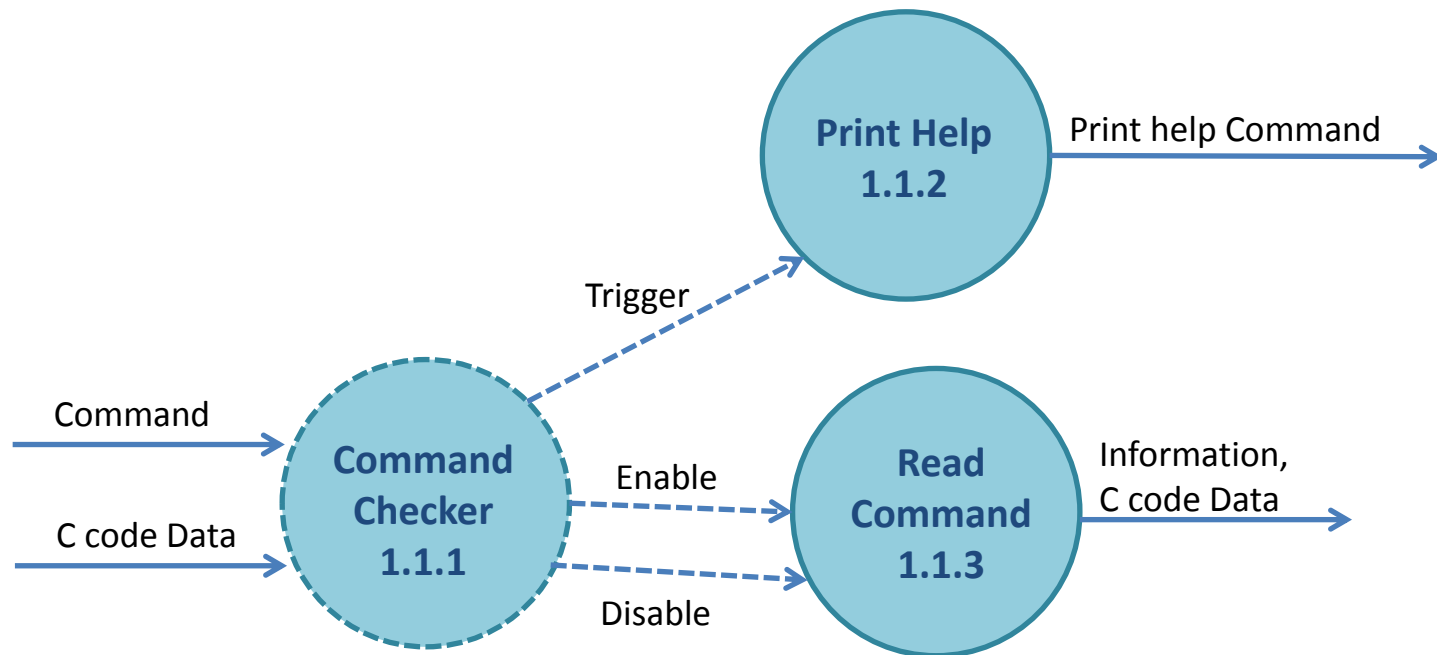 Print Help
1.1.2
Print help Command
Trigger
Command
C code Data
Command
Checker
1.1.1
Enable
Disable
Read
Command
1.1.3
Information,
C code Data